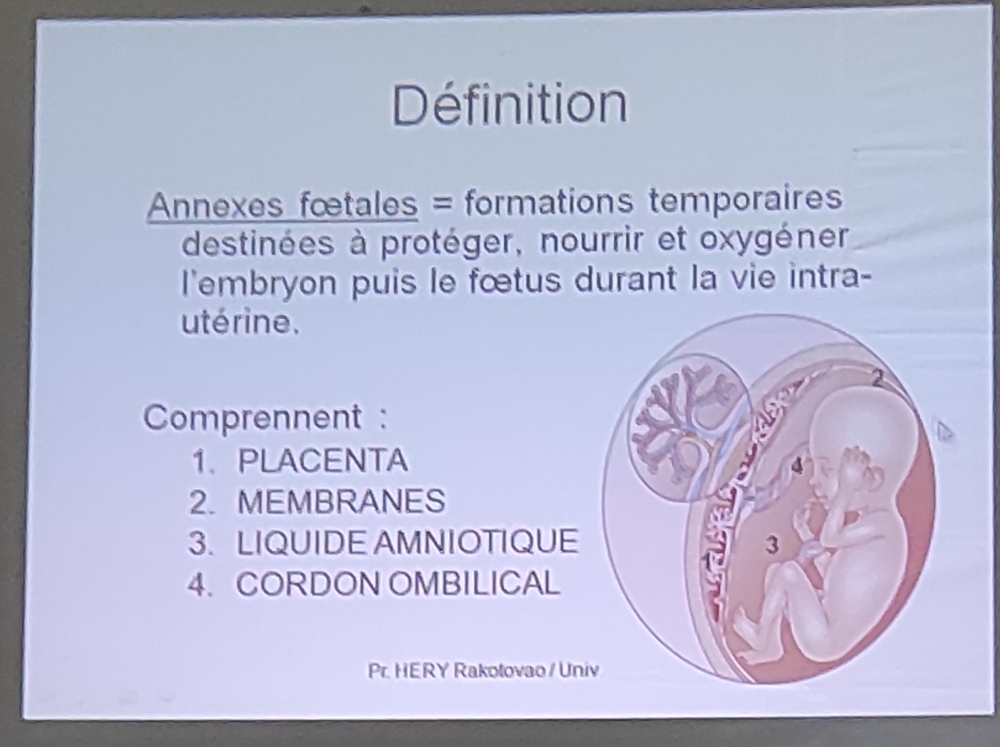 Définition
Annexes fœtales = formations temporaires
destinées à protéger, nourrir et oxygéner
l'embryon puis le fœtus durant la vie intra-
utérine.
Comprennent :
1. PLACENTA
2. MEMBRANES
3. LIQUIDE AMNIOTIQUE
4. CORDON OMBILICAL
2
4
3
1
Pr. HERY Rakotovao / Univ